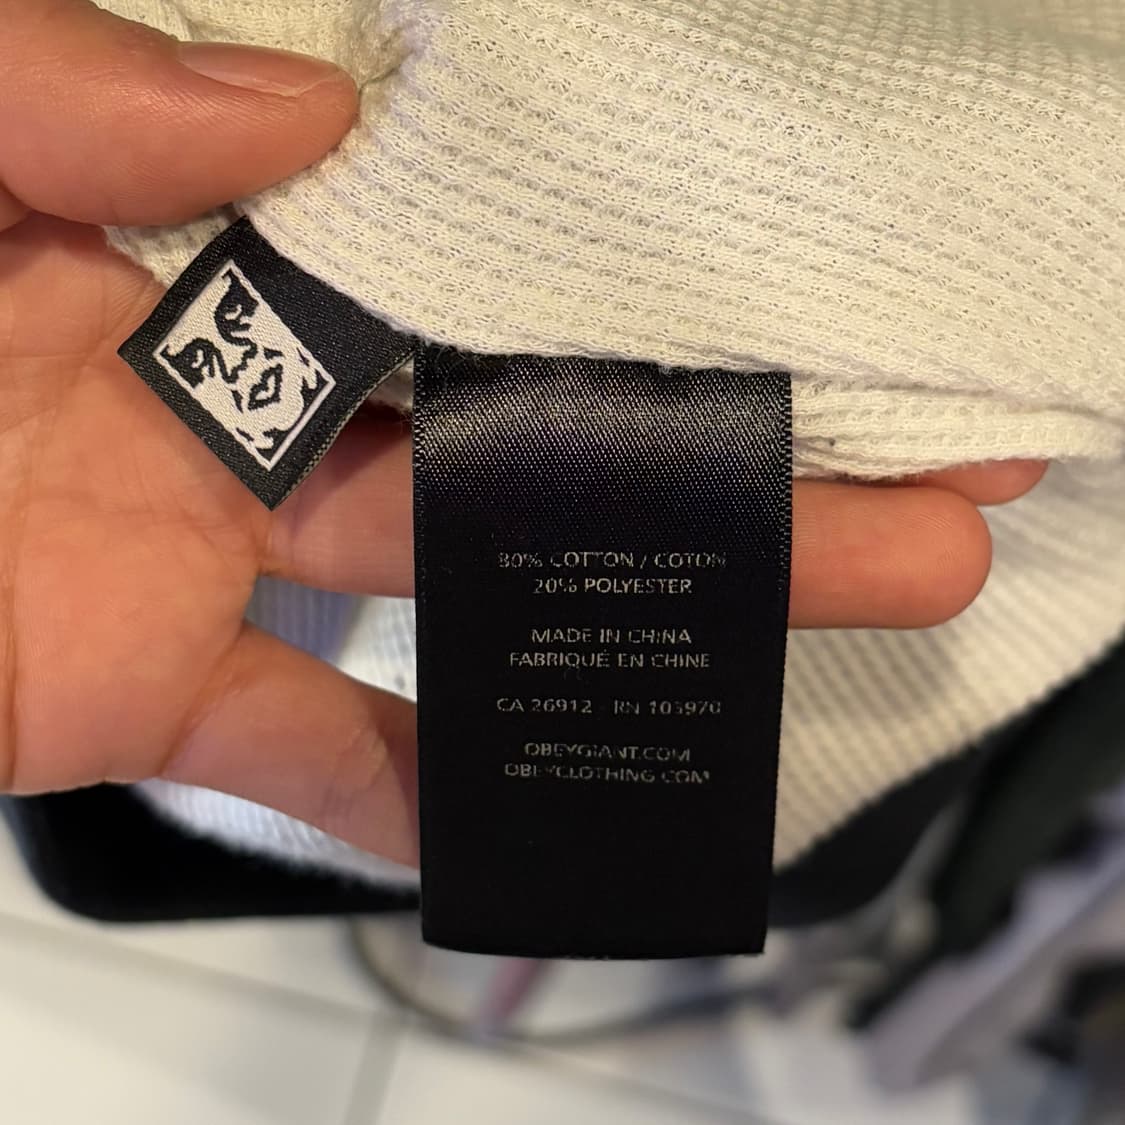 80% COTTON / COTON
20% POLYESTER
MADE IN CHINA
FABRIQUÉ EN CHINE
CA 26912 RN 105970
OBEYGIANT.COM
OBEYCLOTHING.COM